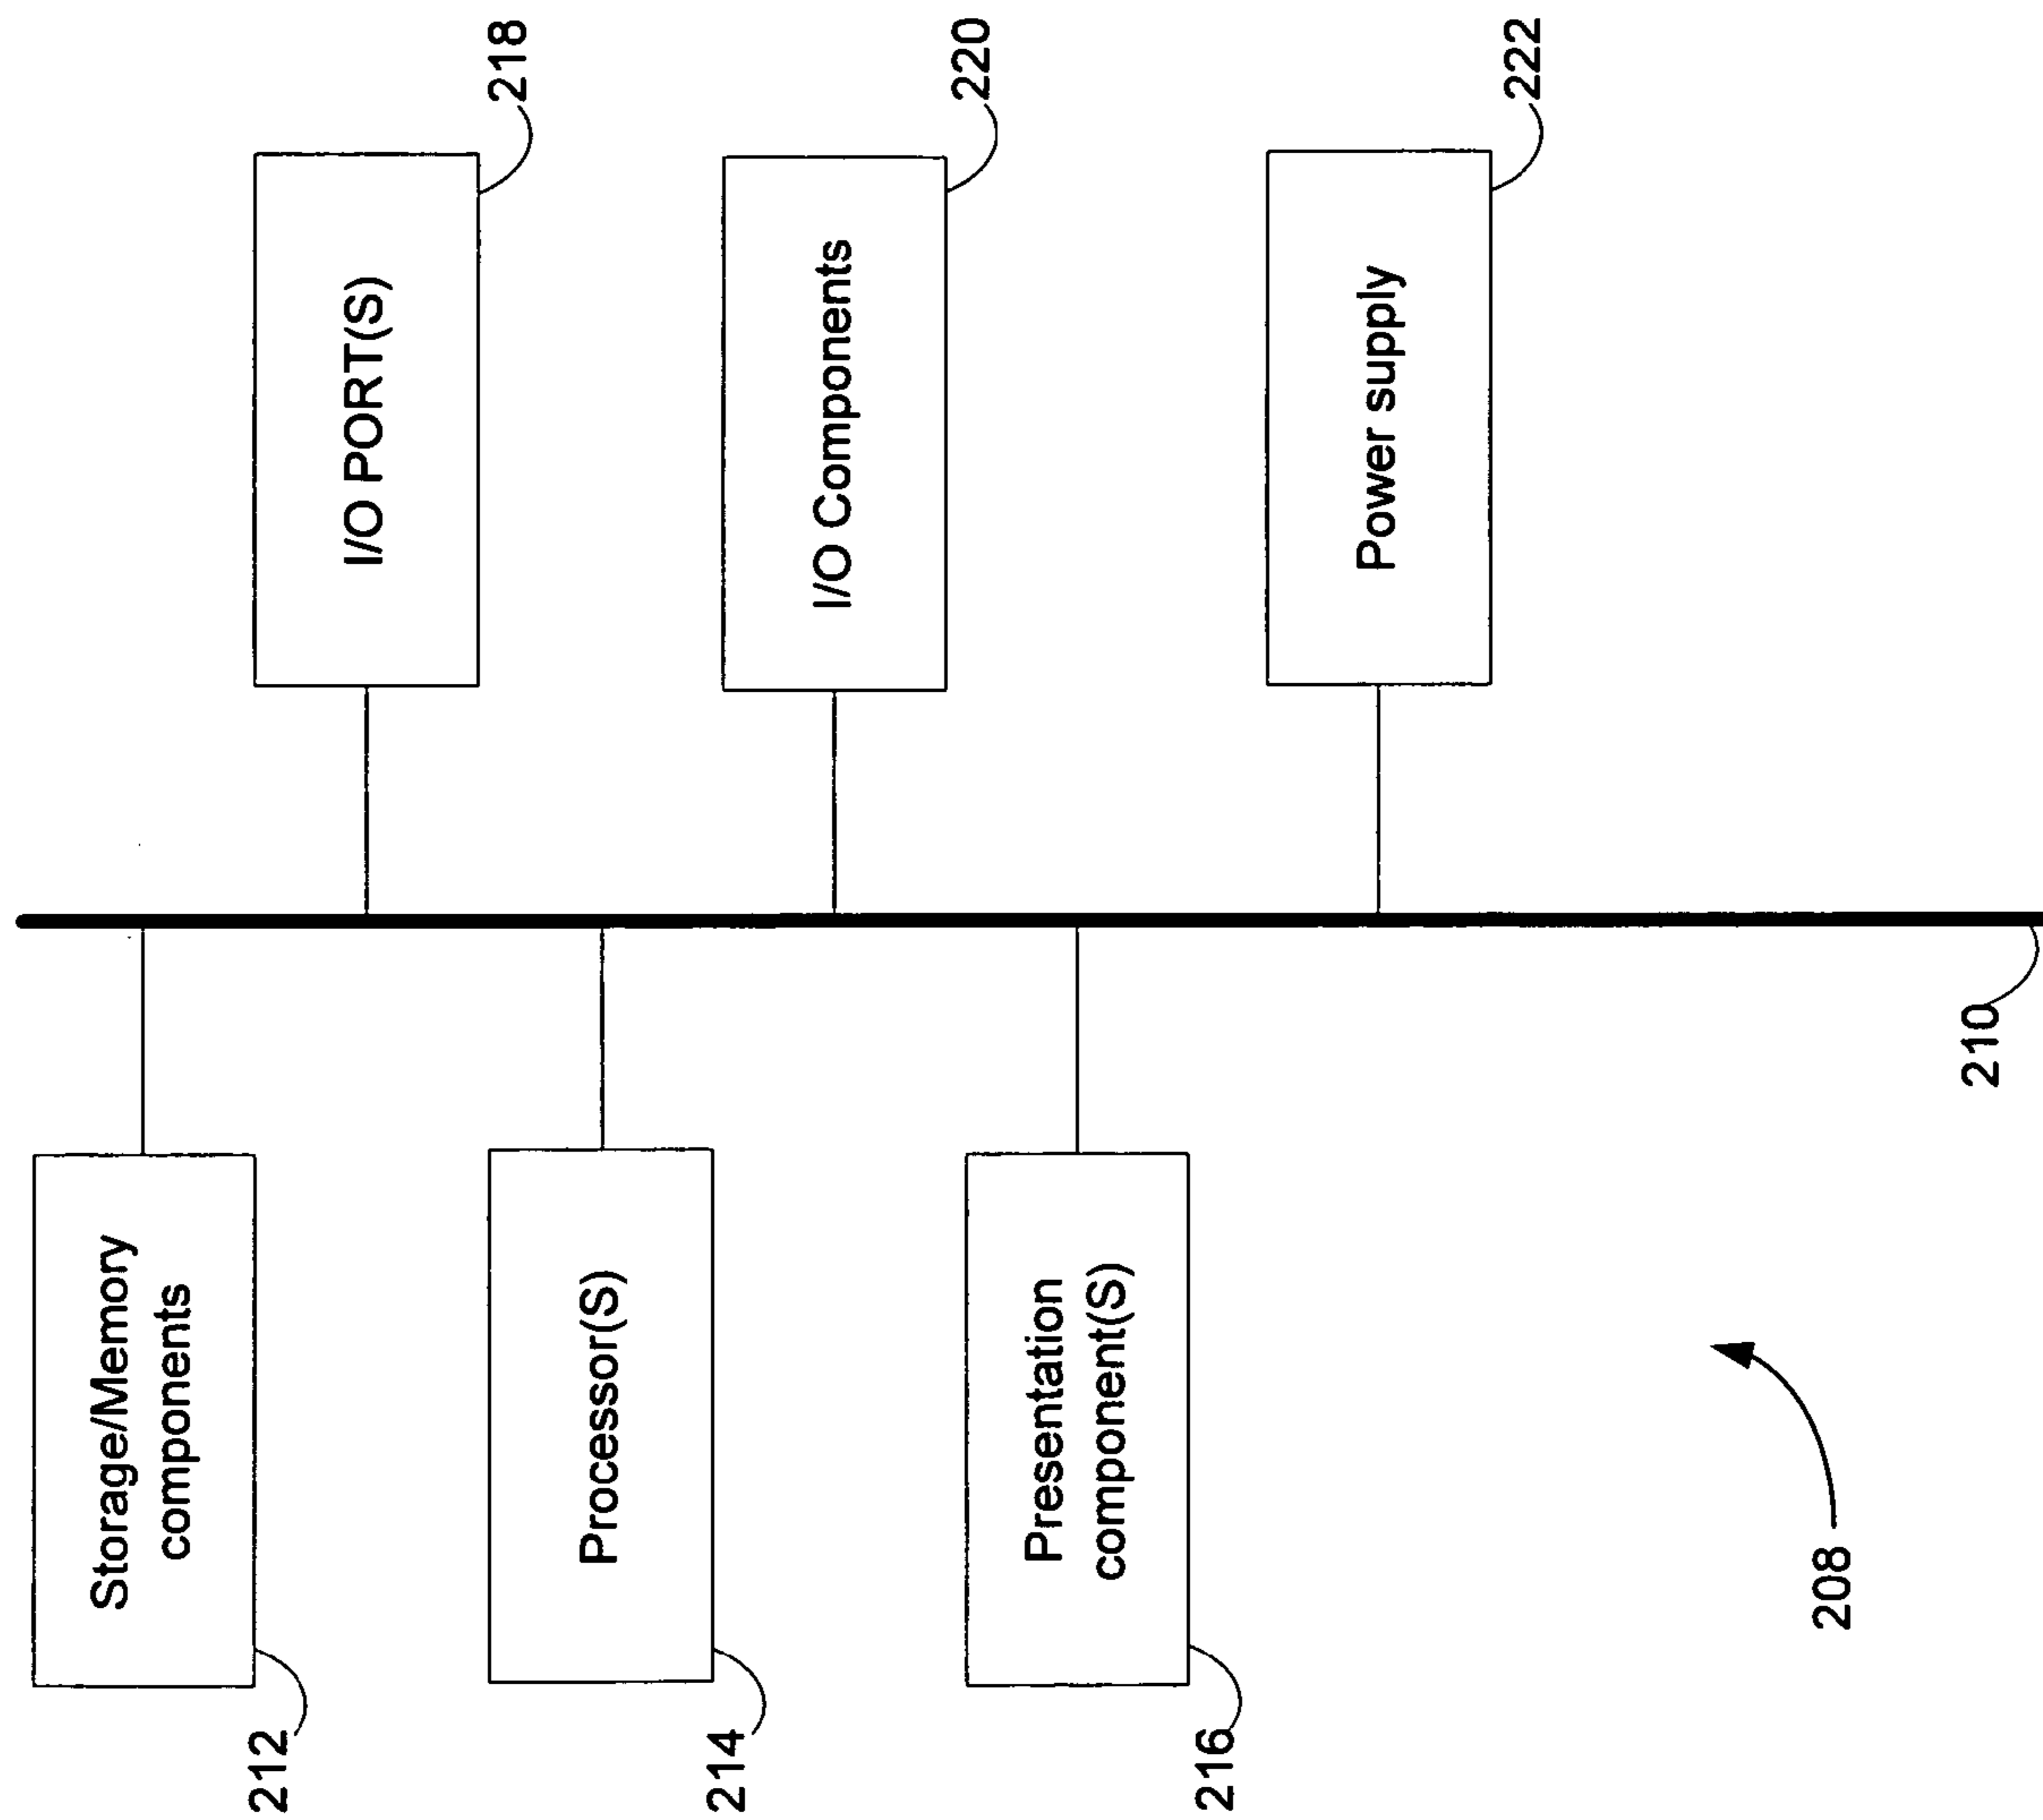 Storage/Memory
components
212
I/O PORT(S)
218
Processor(S)
214
I/O Components
220
Presentation
component(S)
216
Power supply
222
208
210